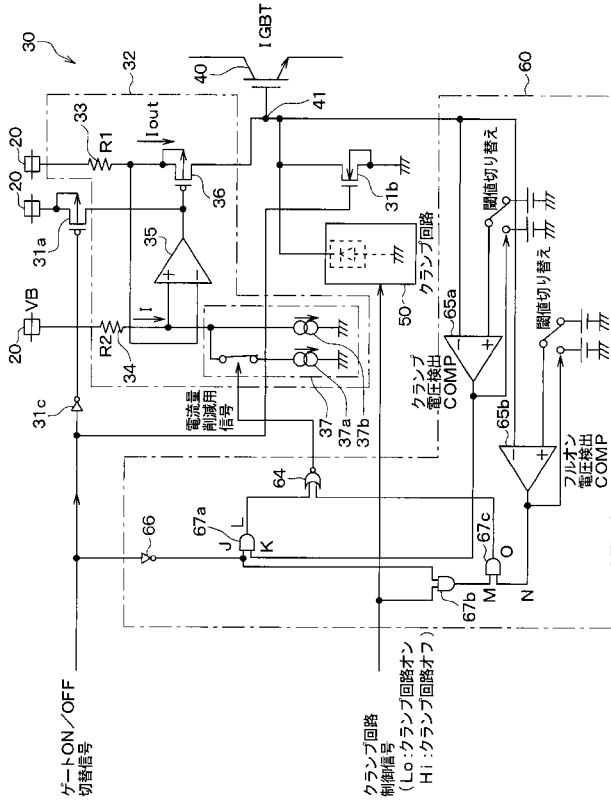 30
IGBT
20
20
20
VB
31a
31c
32
33
R1
Iout
36
40
41
35
I
R2
34
31b
クランプ回路
50
37
37a
37b
電流量
削減用
信号
60
64
66
67a
J
K
L
67b
67c
M
N
O
65a
クランプ
電圧検出
COMP
閾値切り替え
65b
フルオン
電圧検出
COMP
閾値切り替え
+
−
−
+
−
+
ゲートON/OFF
切替信号
クランプ回路
制御信号
(Lo:クランプ回路オン
Hi:クランプ回路オフ)